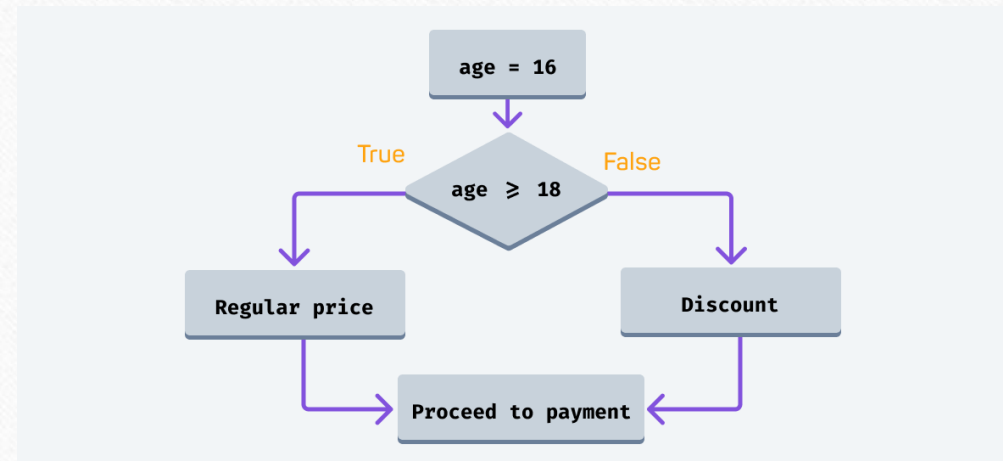 age = 16
True
False
age ⩾ 18
Regular price
Discount
Proceed to payment